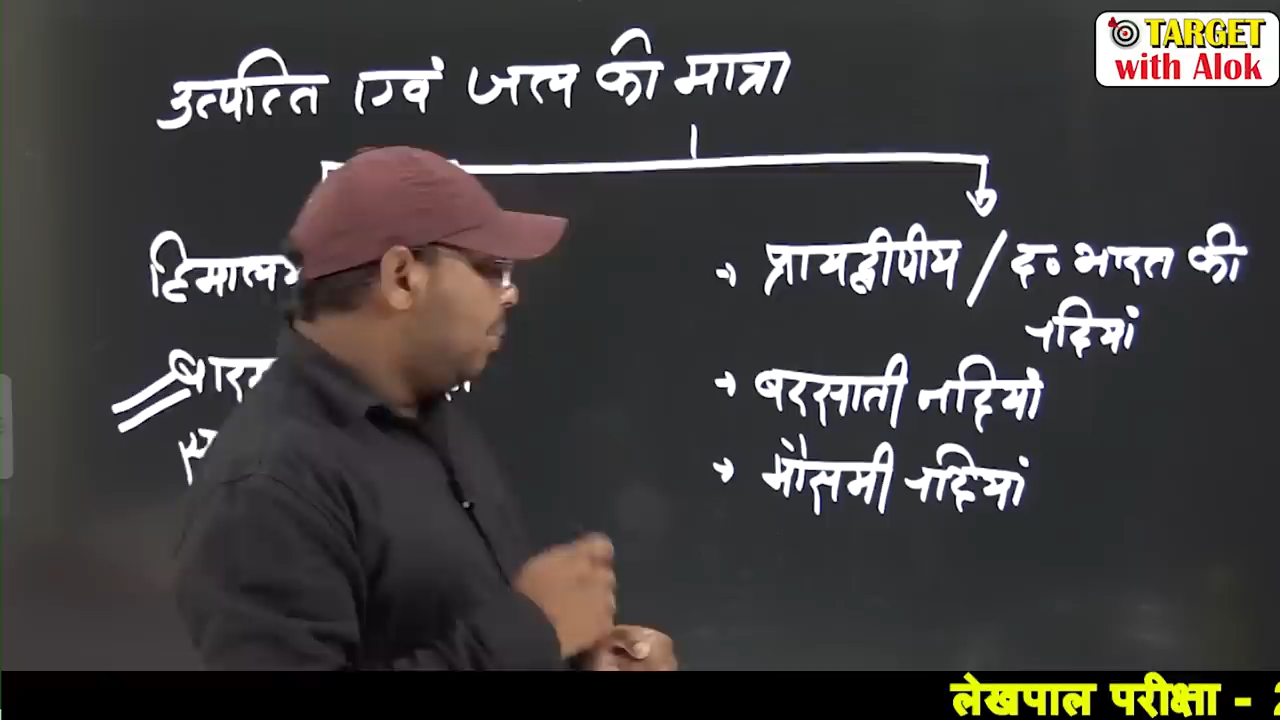 TARGET
with Alok
उत्पत्ति एवं जल की मात्रा
प्रायद्वीपीय / द० भारत की
नदियां
बरसाती नदियां
मौसमी नदियां
लेखपाल परीक्षा -